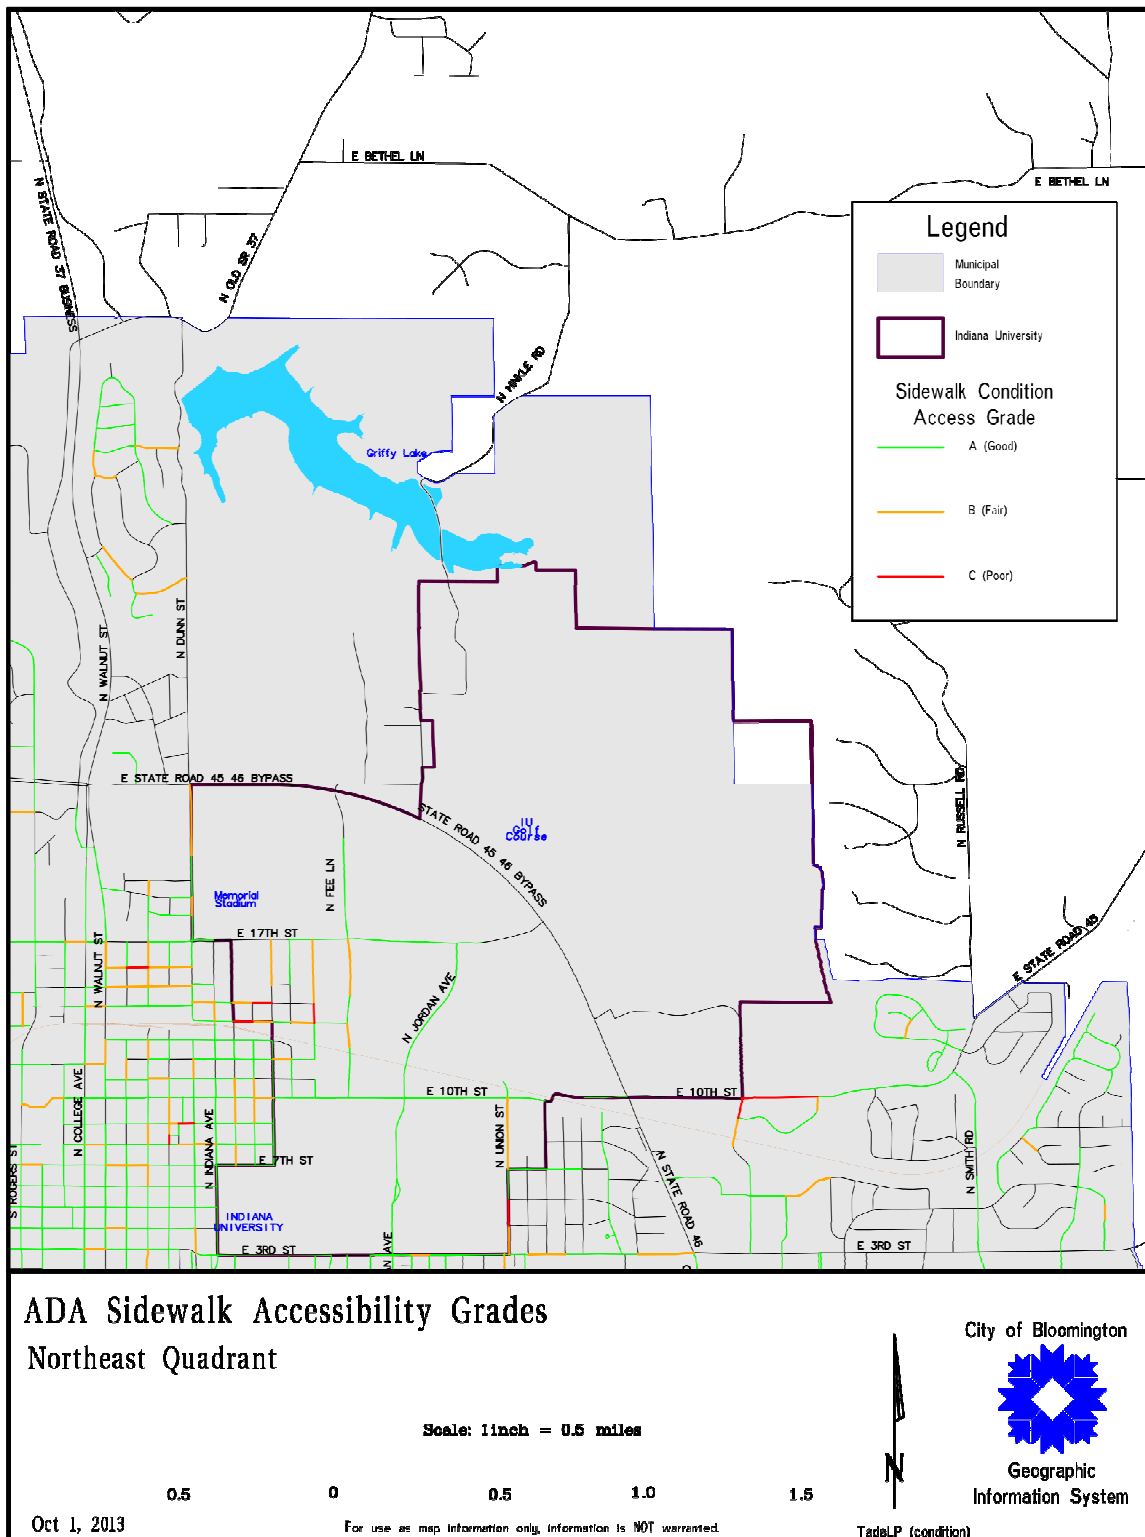 E BETHEL LN
E BETHEL LN
N STATE ROAD 37 BUSINESS
N OLD SR 37
Legend
Municipal
Boundary
Indiana University
Sidewalk Condition
Access Grade
A (Good)
B (Fair)
C (Poor)
N HINKLE RD
Griffy Lake
N DUNN ST
N WALNUT ST
E STATE ROAD 45 46 BYPASS
STATE ROAD 45 46 BYPASS
IU
Golf
Course
N RUSSELL RD
N FEE LN
Memorial
Stadium
E 17TH ST
N WALNUT ST
E STATE ROAD 45
N JORDAN AVE
E 10TH ST
E 10TH ST
N COLLEGE AVE
N INDIANA AVE
N UNION ST
E 7TH ST
N SMITH RD
S ROGERS ST
N STATE ROAD 46
INDIANA
UNIVERSITY
E 3RD ST
AN AVE
E 3RD ST
ADA Sidewalk Accessibility Grades
Northeast Quadrant
City of Bloomington
Scale: 1inch = 0.5 miles
N
Geographic
Information System
0.5 0 0.5 1.0 1.5
Oct 1, 2013
For use as map information only, information is NOT warranted.
TadaLP (condition)